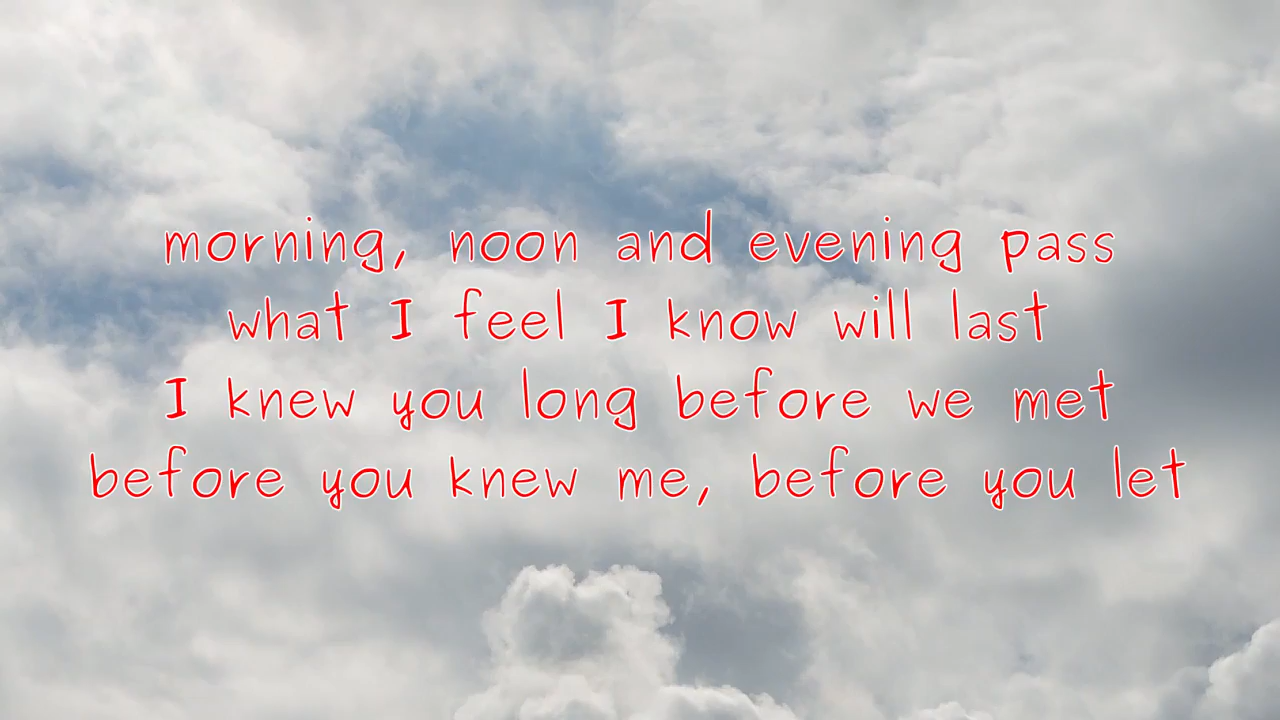 morning, noon and evening pass
what I feel I know will last
I knew you long before we met
before you knew me, before you let